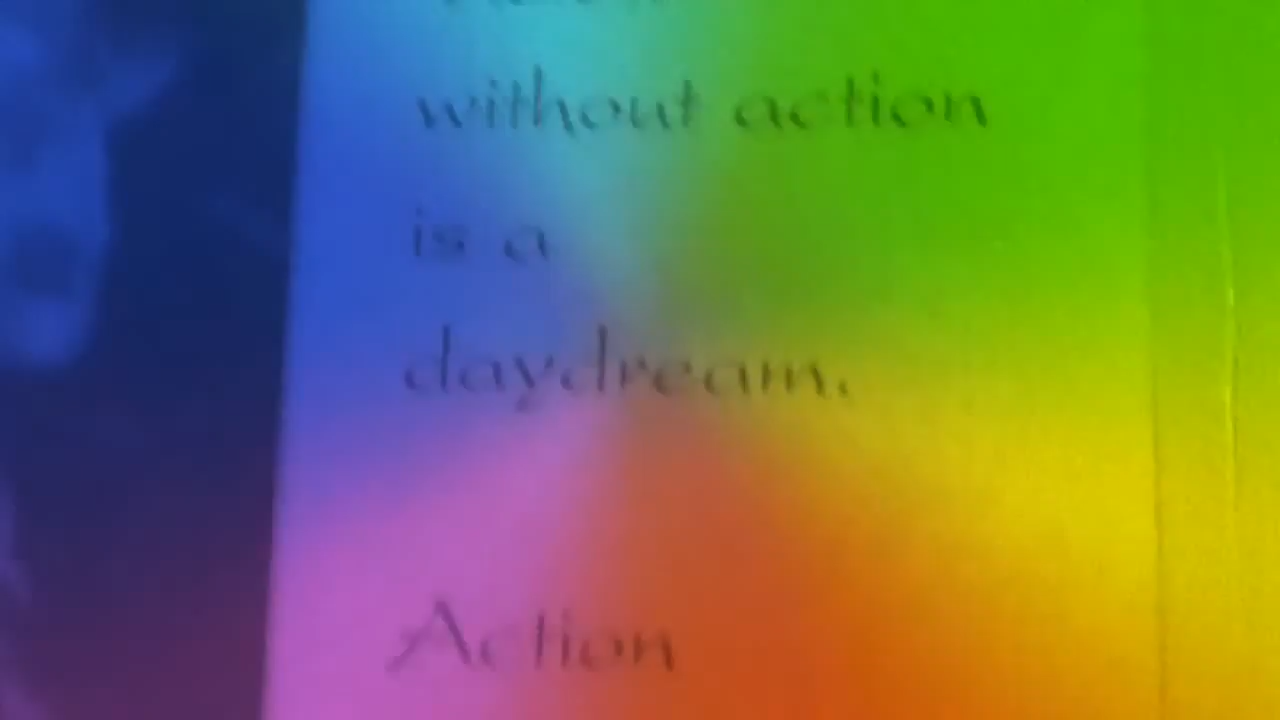 without action
is a
daydream.
Action